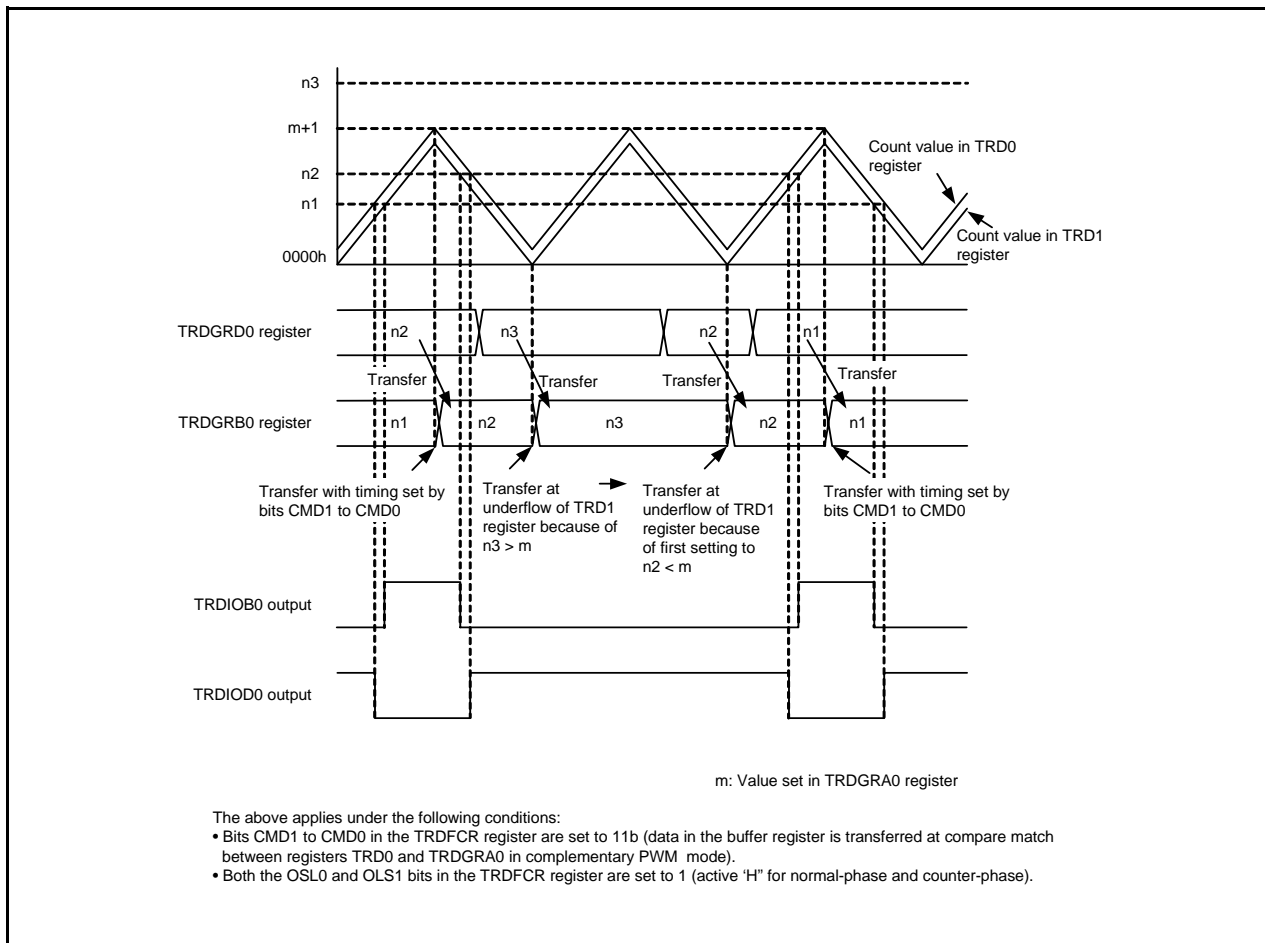 n3
m+1
n2
n1
0000h
Count value in TRD0
register
Count value in TRD1
register
TRDGRD0 register
n2
n3
n2
n1
Transfer
Transfer
Transfer
Transfer
TRDGRB0 register
n1
n2
n3
n2
n1
Transfer with timing set by
bits CMD1 to CMD0
Transfer at
underflow of TRD1
register because of
n3 > m
Transfer at
underflow of TRD1
register because
of first setting to
n2 < m
Transfer with timing set by
bits CMD1 to CMD0
TRDIOB0 output
TRDIOD0 output
m: Value set in TRDGRA0 register
The above applies under the following conditions:
• Bits CMD1 to CMD0 in the TRDFCR register are set to 11b (data in the buffer register is transferred at compare match
between registers TRD0 and TRDGRA0 in complementary PWM mode).
• Both the OSL0 and OLS1 bits in the TRDFCR register are set to 1 (active ‘H” for normal-phase and counter-phase).